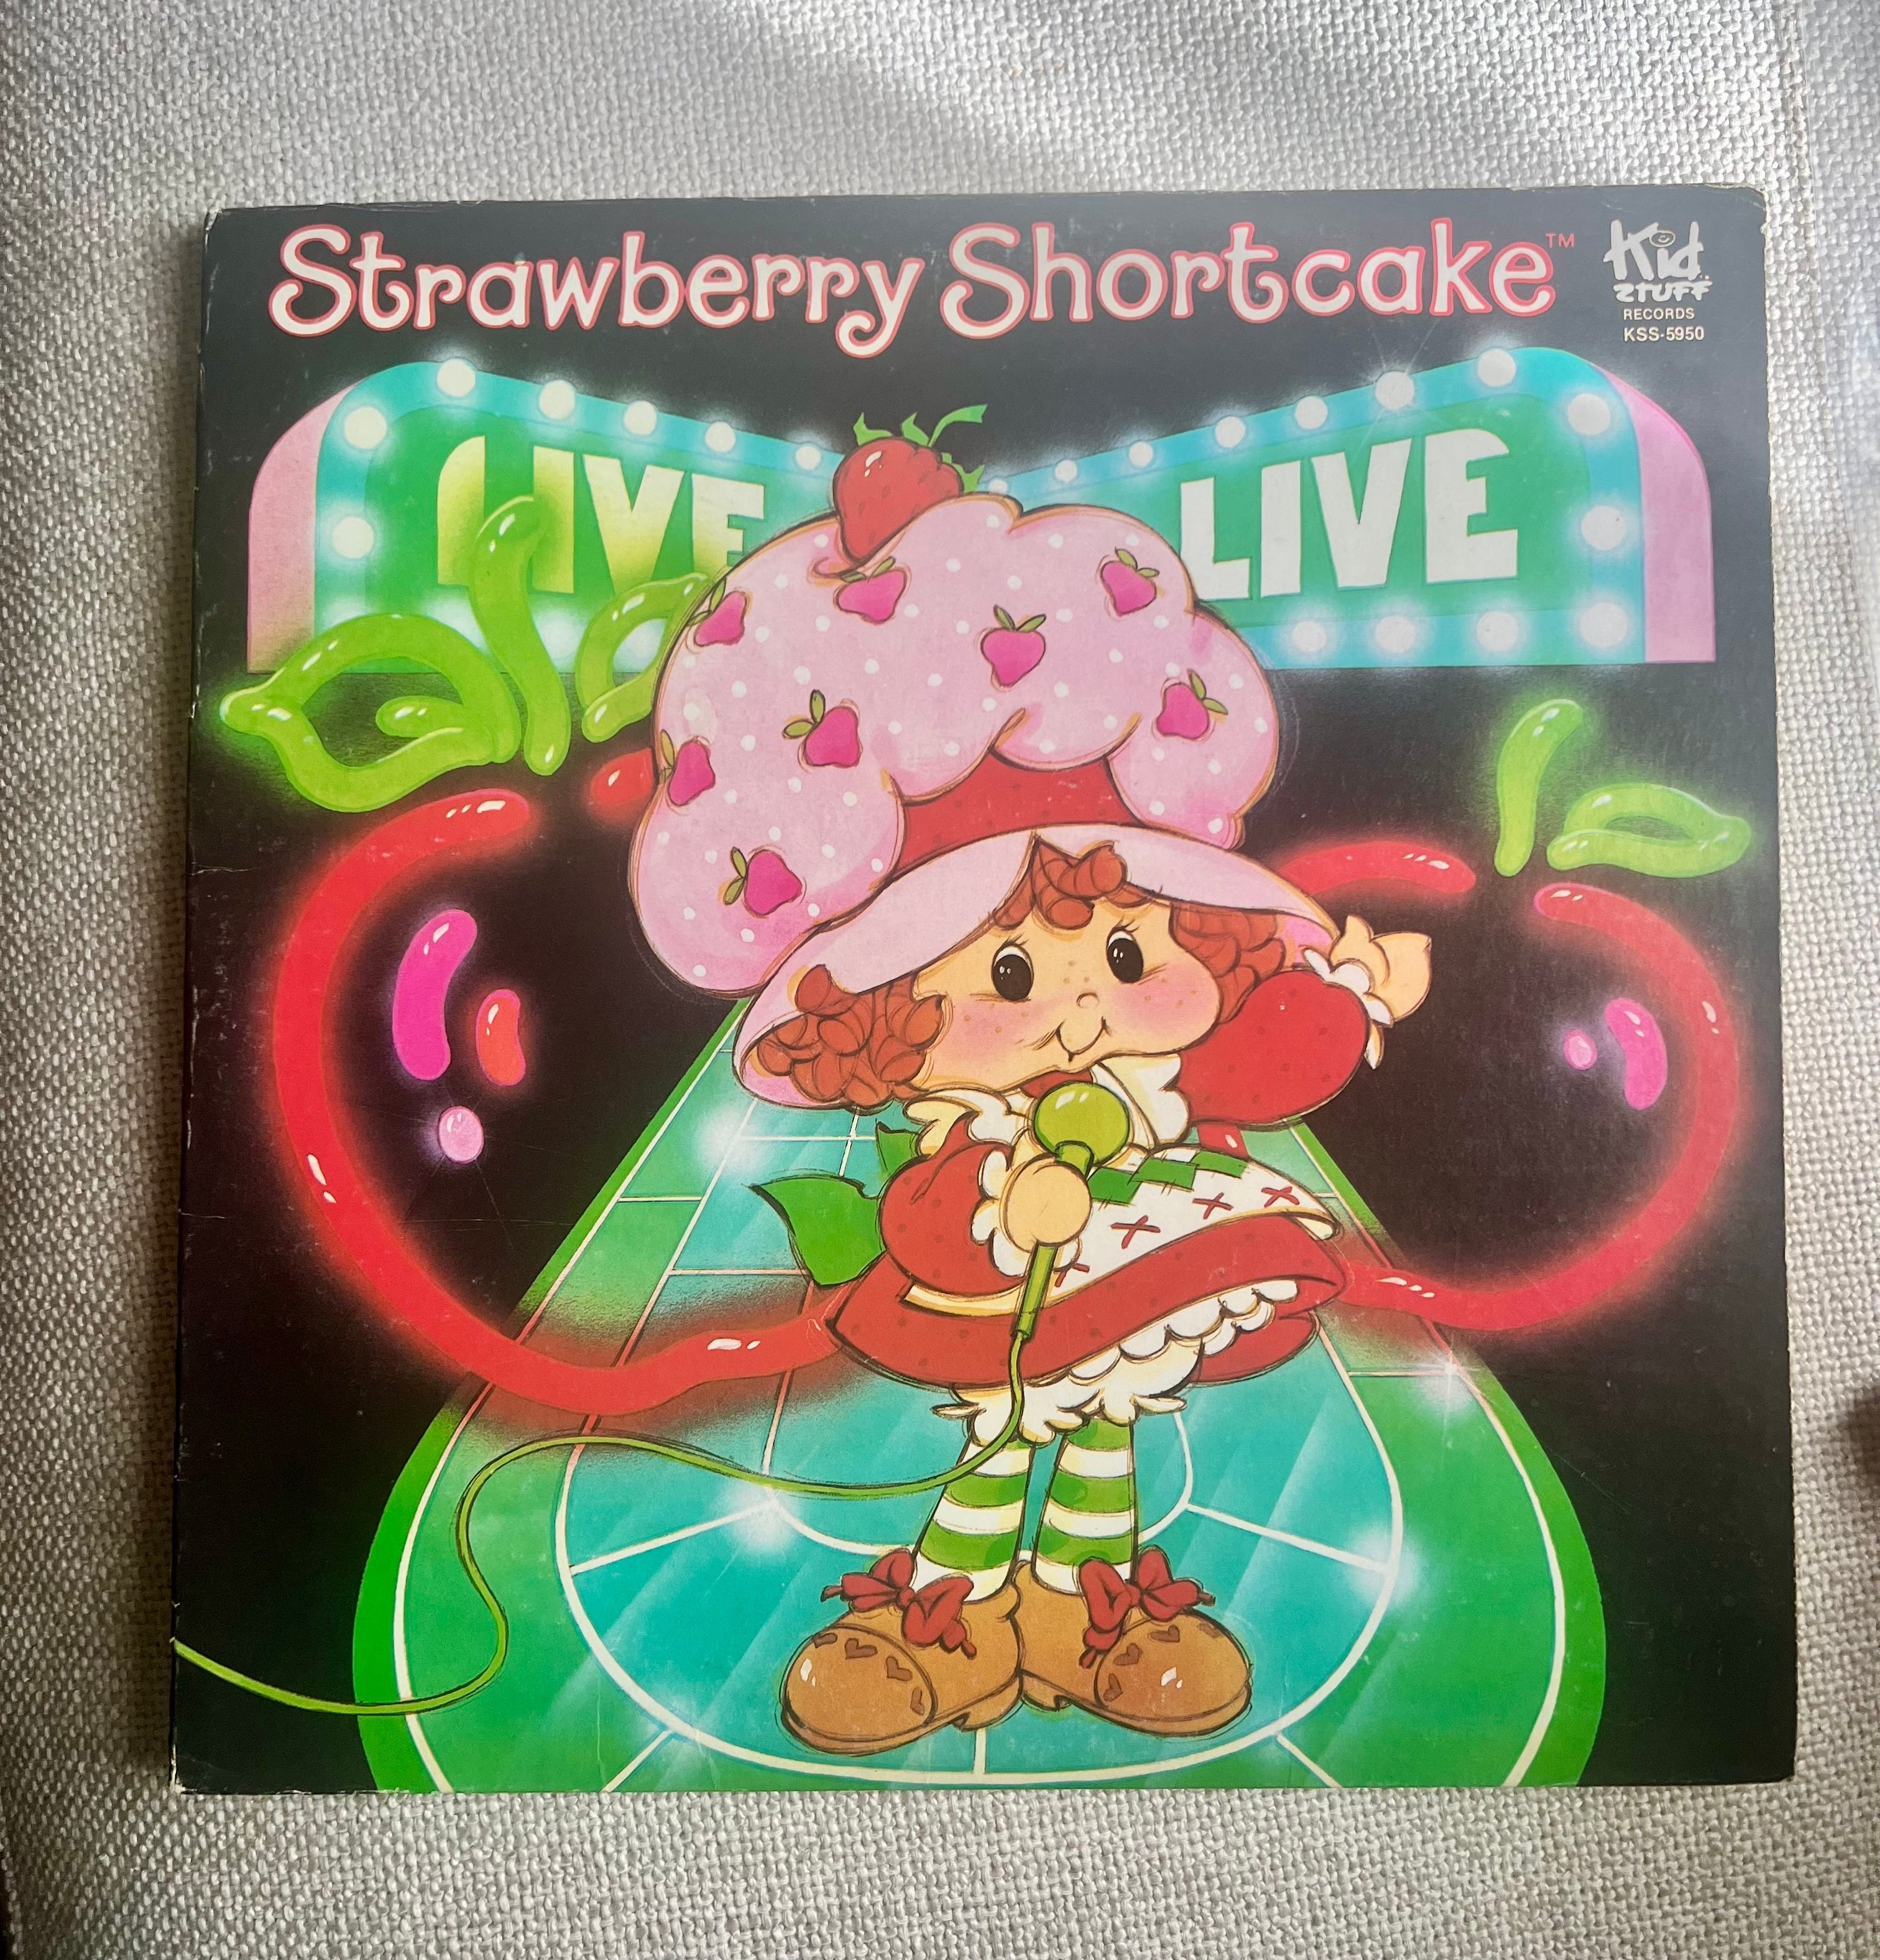 Strawberry Shortcake™
Kid
STUFF
RECORDS
KSS-5950
LIVE LIVE